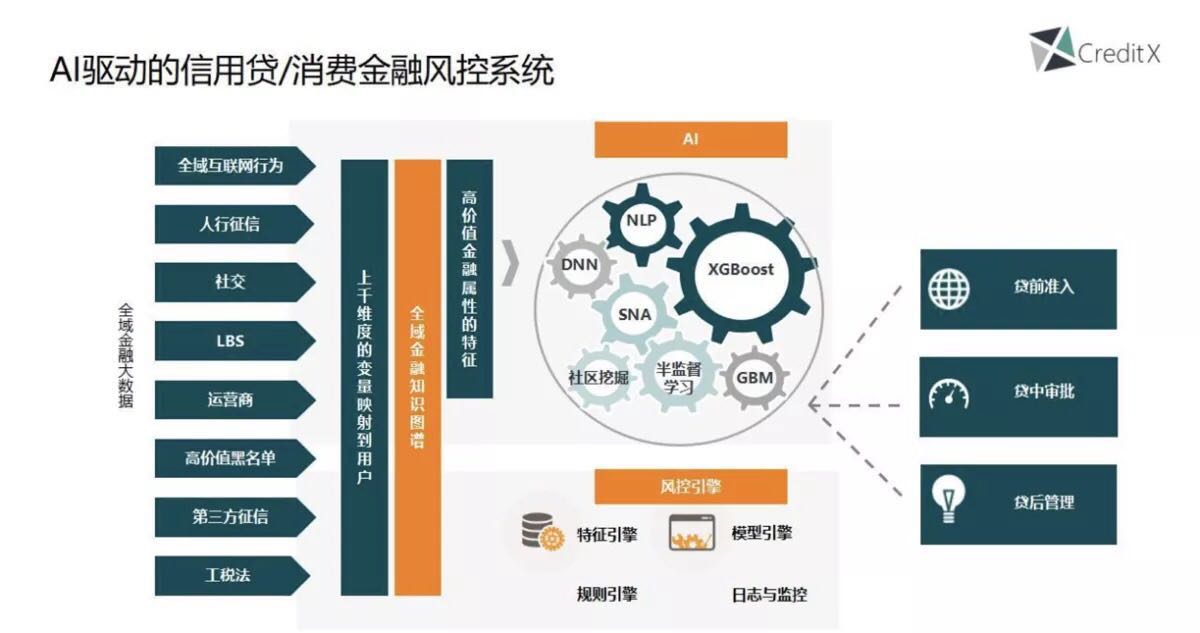 AI驱动的信用贷/消费金融风控系统
CreditX
全域金融大数据
全域互联网行为
人行征信
社交
LBS
运营商
高价值黑名单
第三方征信
工税法
上千维度的变量映射到用户
全域金融知识图谱
高价值金融属性的特征
AI
NLP
DNN
XGBoost
SNA
社区挖掘
半监督
学习
GBM
风控引擎
特征引擎
模型引擎
规则引擎
日志与监控
贷前准入
贷中审批
贷后管理